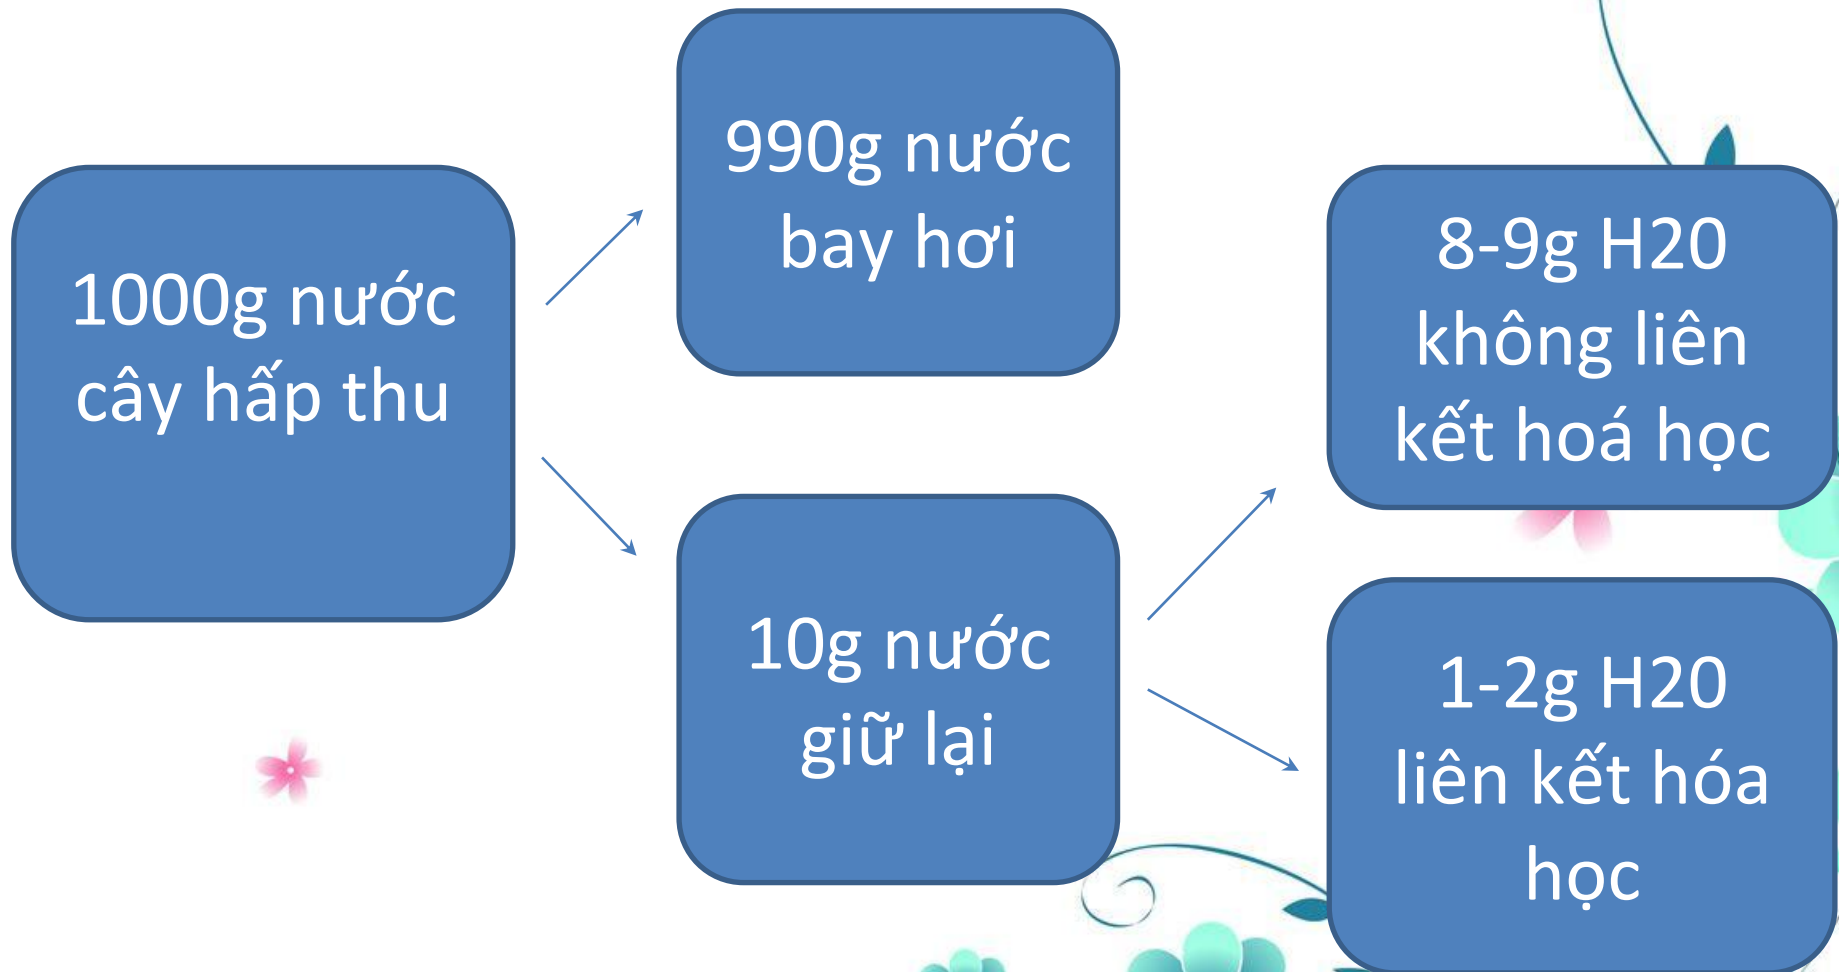 1000g nước
cây hấp thu
990g nước
bay hơi
10g nước
giữ lại
8-9g H20
không liên
kết hoá học
1-2g H20
liên kết hóa
học